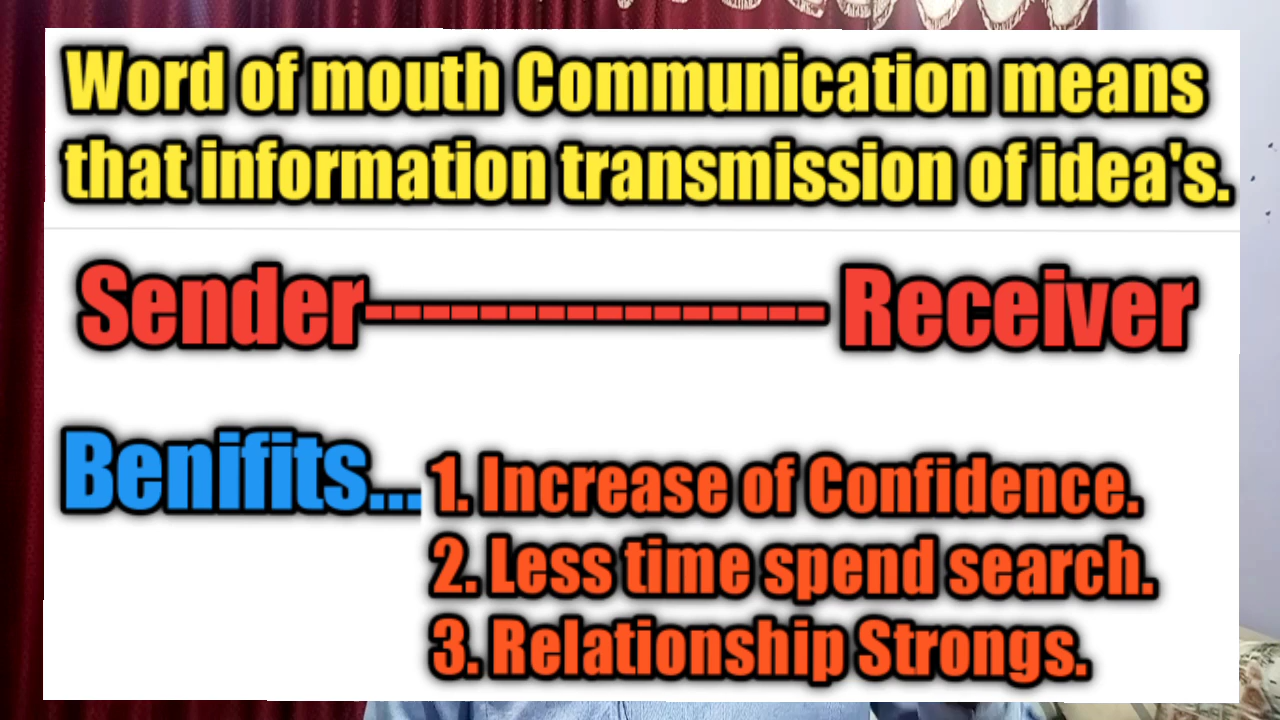 Word of mouth Communication means
that information transmission of idea's.
Sender---------------- Receiver
Benifits...
1. Increase of Confidence.
2. Less time spend search.
3. Relationship Strongs.